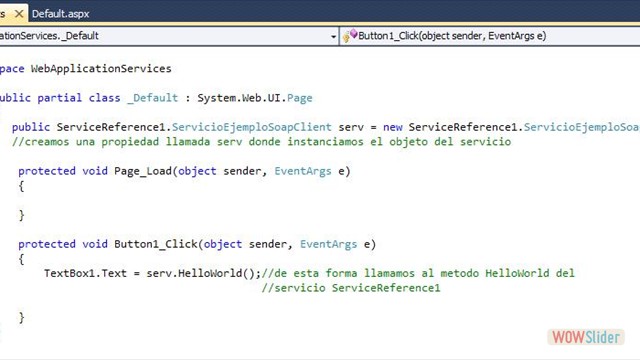 Default.aspx
ationServices._Default
Button1_Click(object sender, EventArgs e)
pace WebApplicationServices
ublic partial class _Default : System.Web.UI.Page
public ServiceReference1.ServicioEjemploSoapClient serv = new ServiceReference1.ServicioEjemploSo
//creamos una propiedad llamada serv donde instanciamos el objeto del servicio
protected void Page_Load(object sender, EventArgs e)
{
}
protected void Button1_Click(object sender, EventArgs e)
{
TextBox1.Text = serv.HelloWorld();//de esta forma llamamos al metodo HelloWorld del
//servicio ServiceReference1
}
WOWSlider